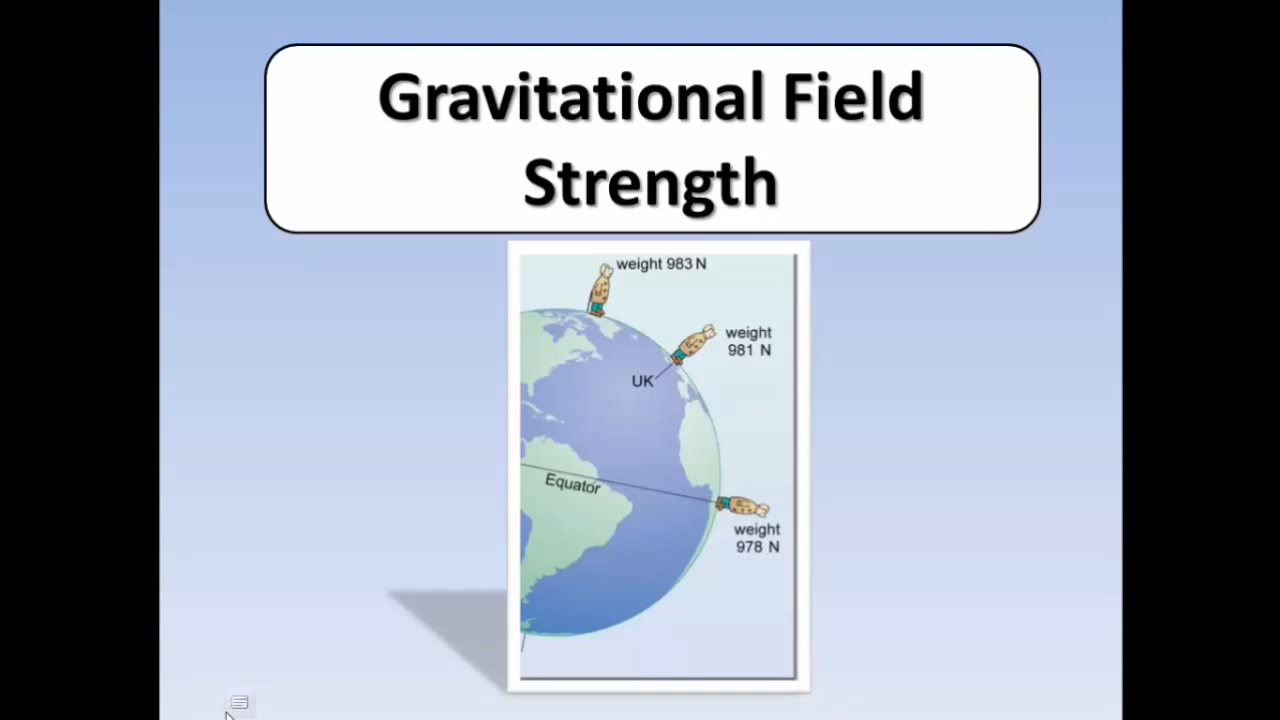 Gravitational Field
Strength
weight 983 N
weight
981 N
UK
Equator
weight
978 N